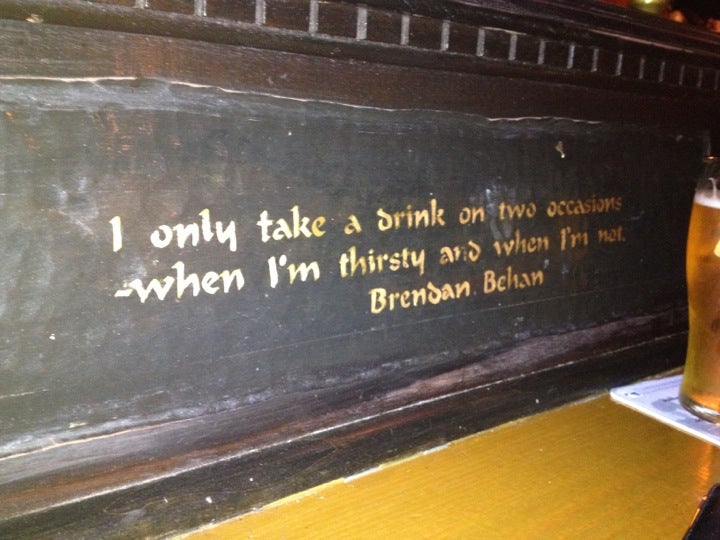 I only take a drink on two occasions
-when I'm thirsty and when I'm not.
Brendan Behan